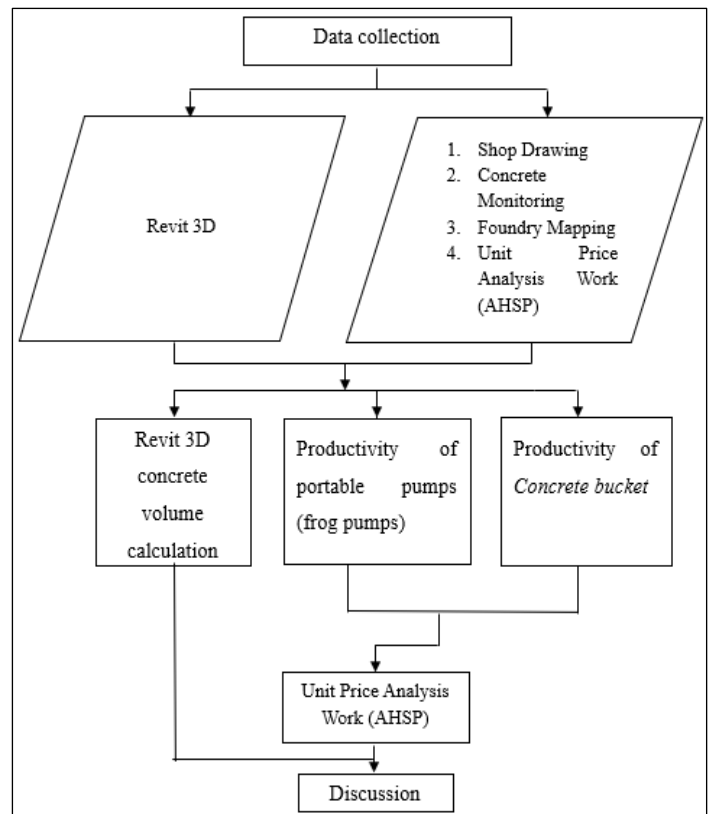 Data collection
Revit 3D
1. Shop Drawing
2. Concrete
Monitoring
3. Foundry Mapping
4. Unit Price
Analysis Work
(AHSP)
Revit 3D
concrete
volume
calculation
Productivity of
portable pumps
(frog pumps)
Productivity of
Concrete bucket
Unit Price Analysis
Work (AHSP)
Discussion